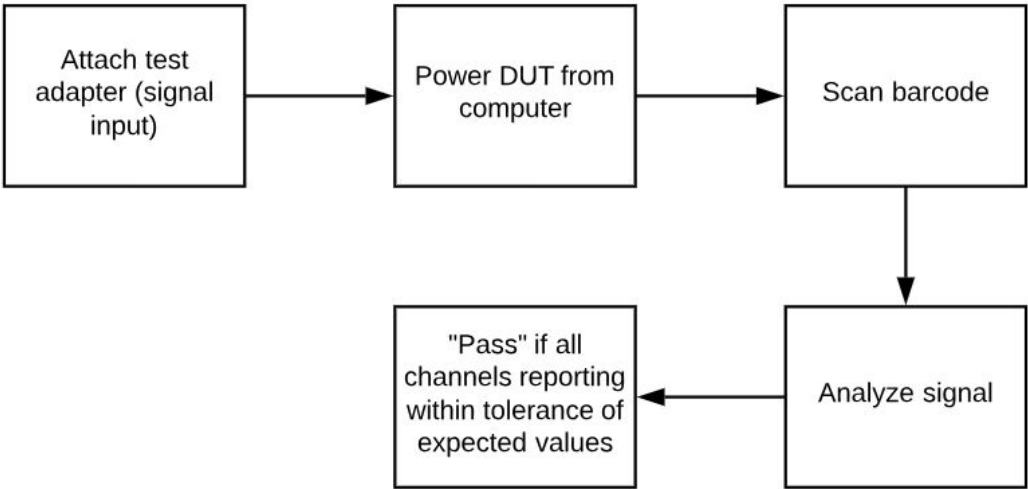 Attach test
adapter (signal
input)
Power DUT from
computer
Scan barcode
Analyze signal
"Pass" if all
channels reporting
within tolerance of
expected values